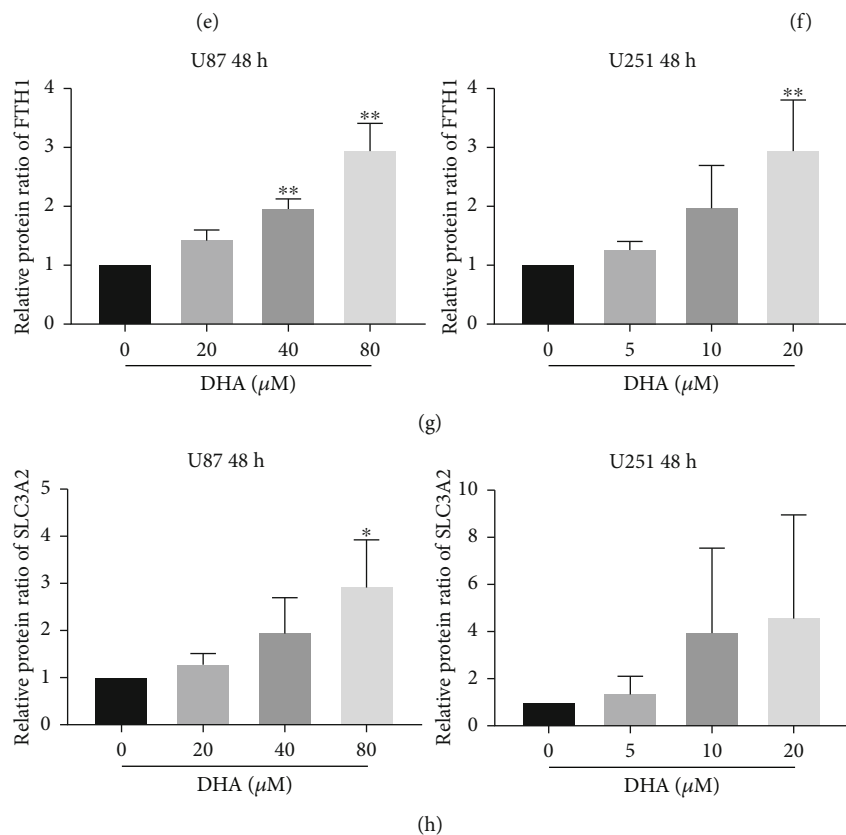 (e) (f)
U87 48 h
Relative protein ratio of FTH1
4
3
2
1
0
**
**
0 20 40 80
DHA (μM)
U251 48 h
Relative protein ratio of FTH1
4
3
2
1
0
**
0 5 10 20
DHA (μM)
(g)
U87 48 h
Relative protein ratio of SLC3A2
5
4
3
2
1
0
*
0 20 40 80
DHA (μM)
U251 48 h
Relative protein ratio of SLC3A2
10
8
6
4
2
0
0 5 10 20
DHA (μM)
(h)